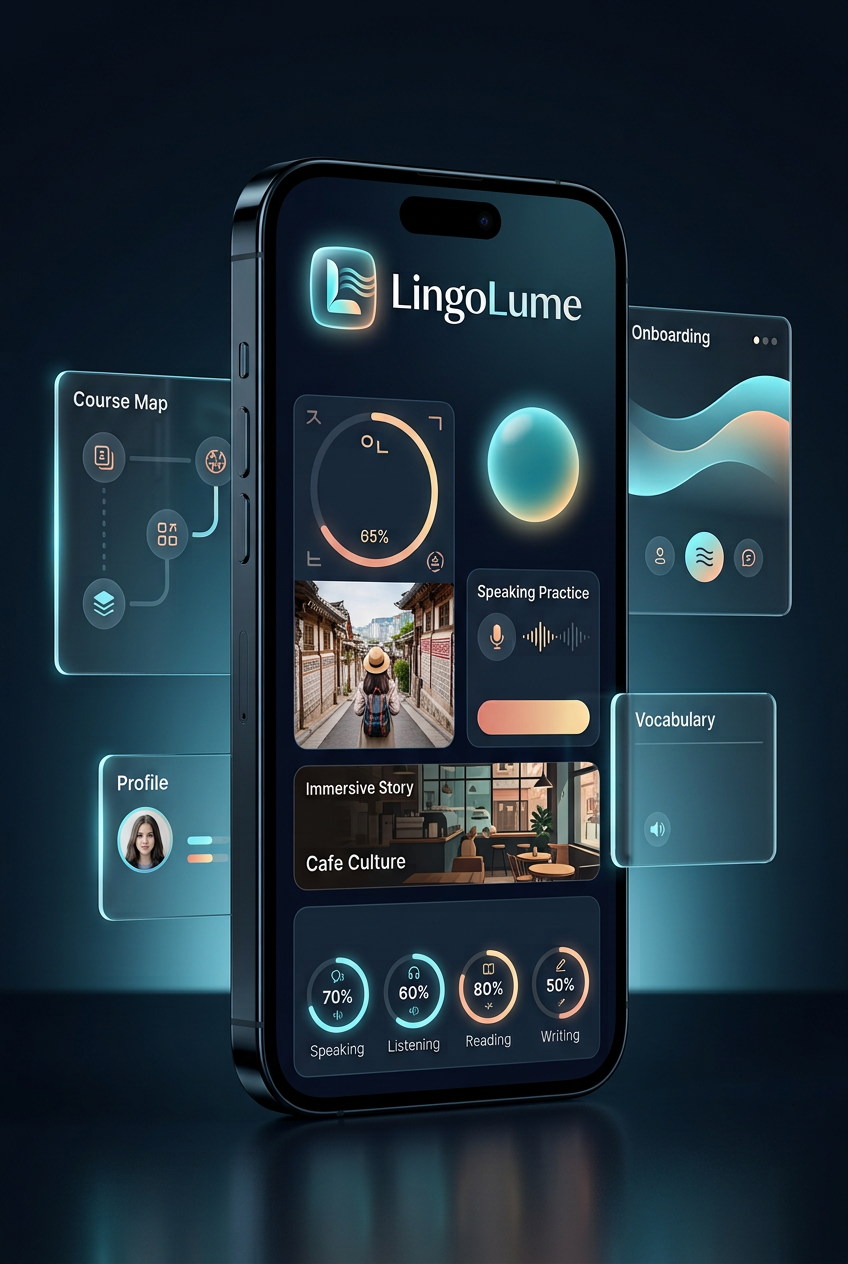 LingoLume
Course Map
Onboarding
ㅈ
ㄱ
ㅇㄴ
65%
ㄴ
Speaking Practice
Immersive Story
Cafe Culture
Vocabulary
Profile
70%
60%
80%
50%
Speaking
Listening
Reading
Writing